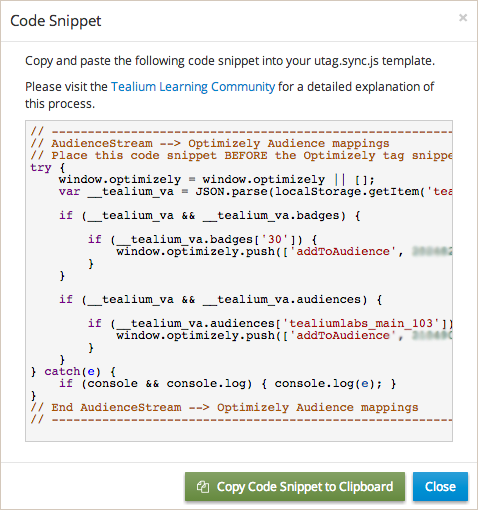 Code Snippet
×
Copy and paste the following code snippet into your utag.sync.js template.
Please visit the Tealium Learning Community for a detailed explanation of
this process.
// -----------------------------------------------------------
// AudienceStream --> Optimizely Audience mappings
// Place this code snippet BEFORE the Optimizely tag snippe
try {
    window.optimizely = window.optimizely || [];
    var __tealium_va = JSON.parse(localStorage.getItem('tea
    if (__tealium_va && __tealium_va.badges) {
        if (__tealium_va.badges['30']) {
            window.optimizely.push(['addToAudience',
        }
    }
    if (__tealium_va && __tealium_va.audiences) {
        if (__tealium_va.audiences['tealiumlabs_main_103'])
            window.optimizely.push(['addToAudience',
        }
    }
} catch(e) {
    if (console && console.log) { console.log(e); }
}
// End AudienceStream --> Optimizely Audience mappings
// -----------------------------------------------------------
Copy Code Snippet to Clipboard
Close